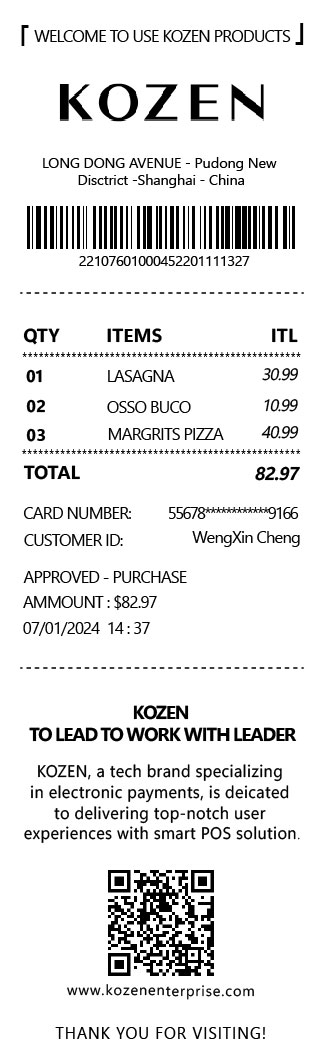 「 WELCOME TO USE KOZEN PRODUCTS 」
KOZEN
LONG DONG AVENUE - Pudong New
Disctrict -Shanghai - China
22107601000452201111327
QTY ITEMS ITL
01 LASAGNA 30.99
02 OSSO BUCO 10.99
03 MARGRITS PIZZA 40.99
TOTAL 82.97
CARD NUMBER: 55678************9166
CUSTOMER ID: WengXin Cheng
APPROVED - PURCHASE
AMMOUNT : $82.97
07/01/2024 14 : 37
KOZEN
TO LEAD TO WORK WITH LEADER
KOZEN, a tech brand specializing
in electronic payments, is deicated
to delivering top-notch user
experiences with smart POS solution.
www.kozenenterprise.com
THANK YOU FOR VISITING!